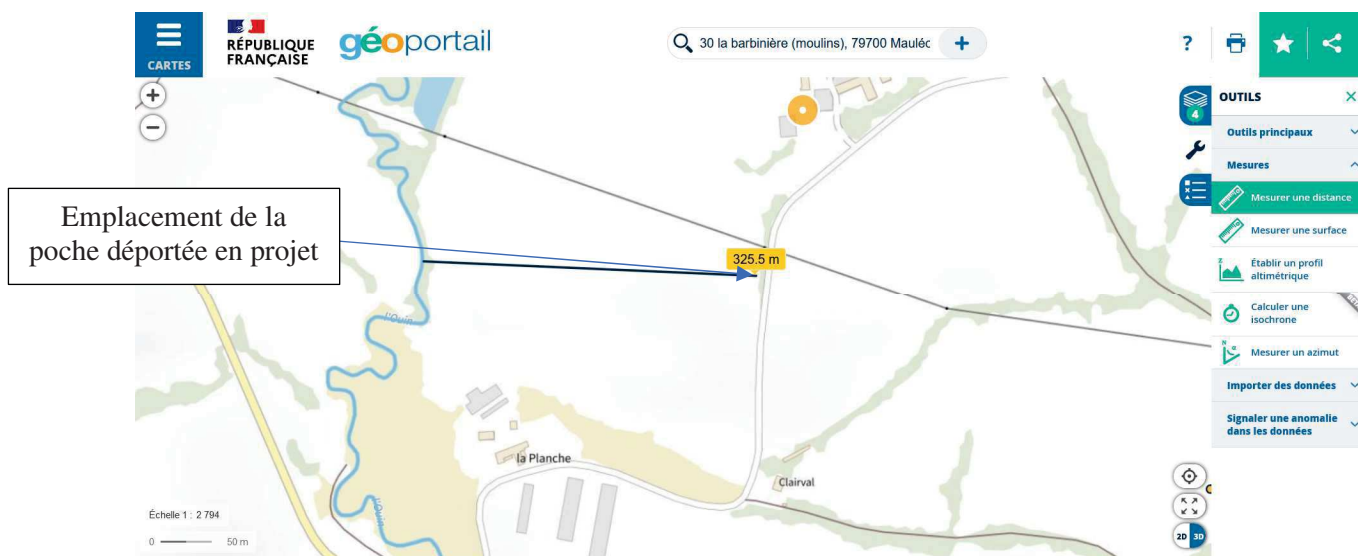 CARTES
RÉPUBLIQUE
FRANÇAISE
géoportail
30 la barbinière (moulins), 79700 Mauléc
+
?
+
−
4
OUTILS
×
Outils principaux
Mesures
Mesurer une distance
Mesurer une surface
Établir un profil
altimétrique
Calculer une
isochrone
Mesurer un azimut
Importer des données
Signaler une anomalie
dans les données
Emplacement de la
poche déportée en projet
325.5 m
l'Ouin
la Planche
Clairval
l'Ouin
Échelle 1 : 2 794
0
50 m
2D
3D